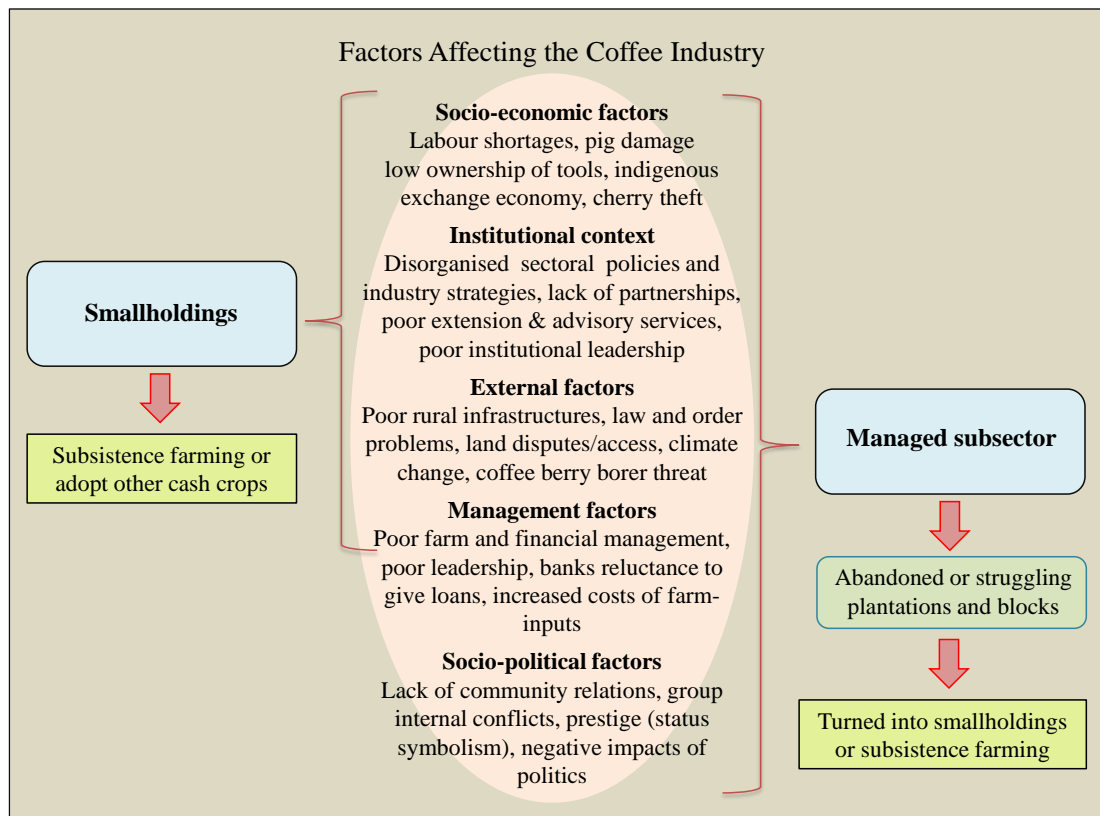 Factors Affecting the Coffee Industry
Socio-economic factors
Labour shortages, pig damage
low ownership of tools, indigenous
exchange economy, cherry theft
Institutional context
Disorganised sectoral policies and
industry strategies, lack of partnerships,
poor extension & advisory services,
poor institutional leadership
External factors
Poor rural infrastructures, law and order
problems, land disputes/access, climate
change, coffee berry borer threat
Management factors
Poor farm and financial management,
poor leadership, banks reluctance to
give loans, increased costs of farm-
inputs
Socio-political factors
Lack of community relations, group
internal conflicts, prestige (status
symbolism), negative impacts of
politics
Smallholdings
Subsistence farming or
adopt other cash crops
Managed subsector
Abandoned or struggling
plantations and blocks
Turned into smallholdings
or subsistence farming